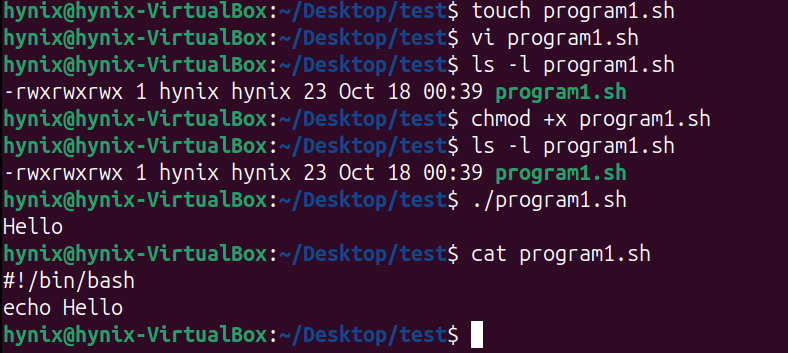 hynix@hynix-VirtualBox:~/Desktop/test$ touch program1.sh
hynix@hynix-VirtualBox:~/Desktop/test$ vi program1.sh
hynix@hynix-VirtualBox:~/Desktop/test$ ls -l program1.sh
-rwxrwxrwx 1 hynix hynix 23 Oct 18 00:39 program1.sh
hynix@hynix-VirtualBox:~/Desktop/test$ chmod +x program1.sh
hynix@hynix-VirtualBox:~/Desktop/test$ ls -l program1.sh
-rwxrwxrwx 1 hynix hynix 23 Oct 18 00:39 program1.sh
hynix@hynix-VirtualBox:~/Desktop/test$ ./program1.sh
Hello
hynix@hynix-VirtualBox:~/Desktop/test$ cat program1.sh
#!/bin/bash
echo Hello
hynix@hynix-VirtualBox:~/Desktop/test$